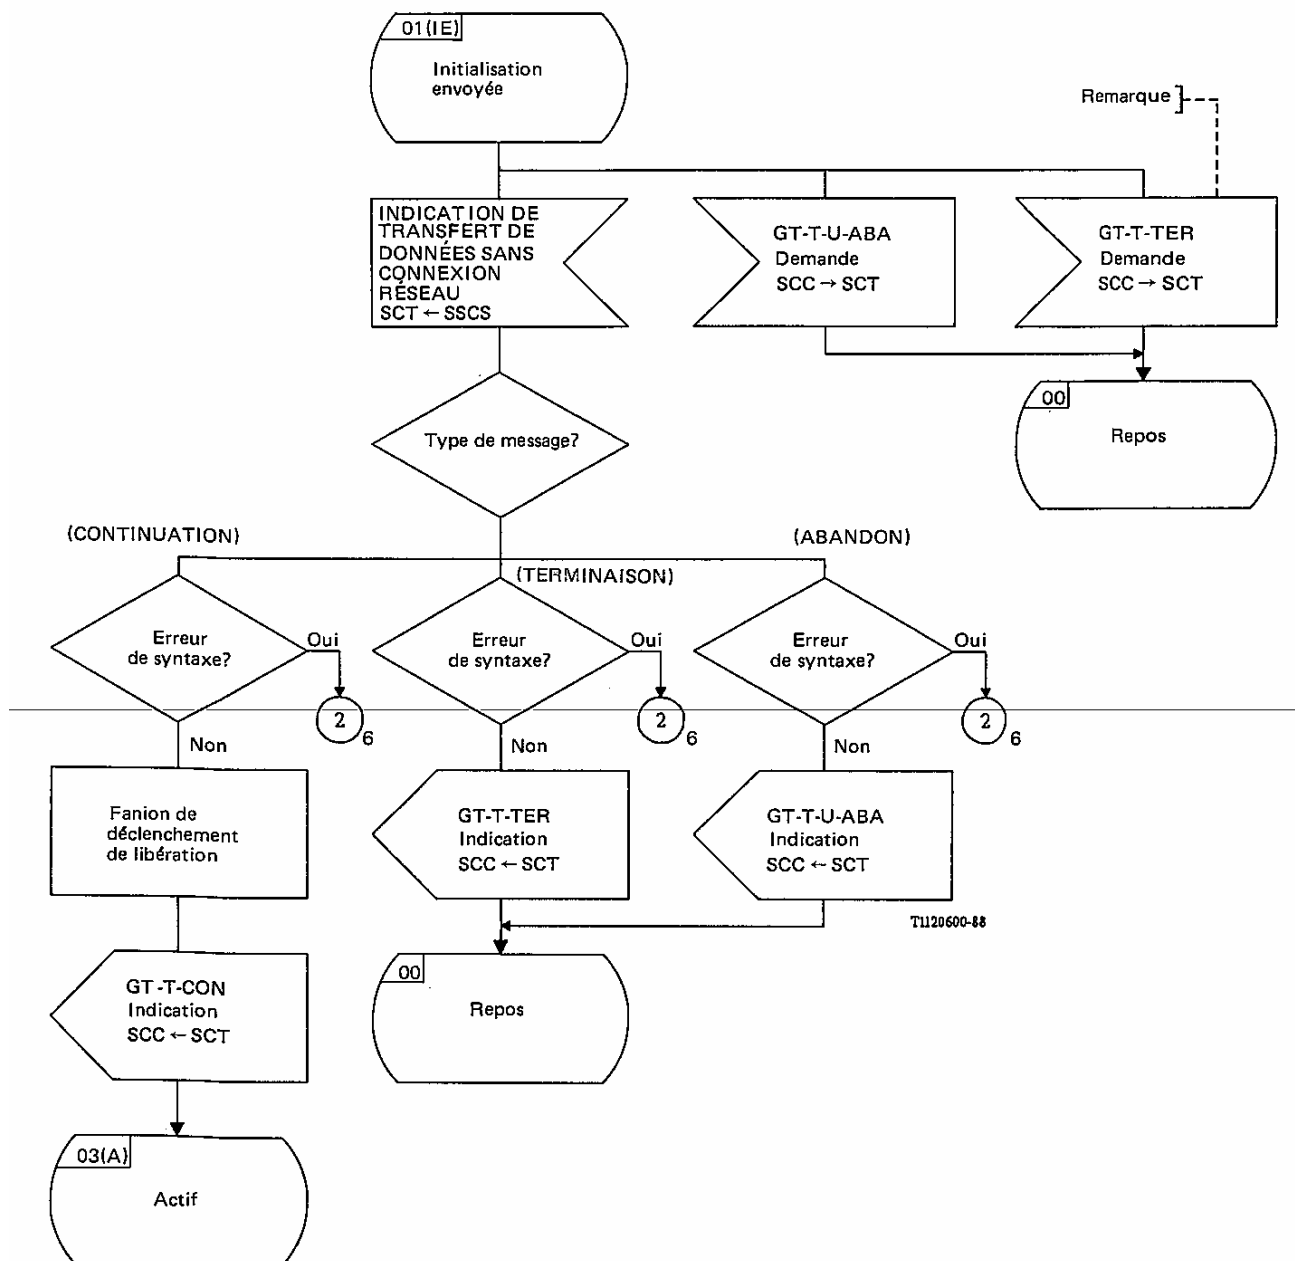 01(IE)
Initialisation
envoyée
Remarque
INDICATION DE
TRANSFERT DE
DONNÉES SANS
CONNEXION
RÉSEAU
SCT ← SSCS
GT-T-U-ABA
Demande
SCC → SCT
GT-T-TER
Demande
SCC → SCT
00
Repos
Type de message?
(CONTINUATION)
(TERMINAISON)
(ABANDON)
Erreur
de syntaxe?
Oui
2
6
Non
Erreur
de syntaxe?
Oui
2
6
Non
Erreur
de syntaxe?
Oui
2
6
Non
Fanion de
déclenchement
de libération
GT-T-TER
Indication
SCC ← SCT
GT-T-U-ABA
Indication
SCC ← SCT
T1120600-88
GT-T-CON
Indication
SCC ← SCT
00
Repos
03(A)
Actif